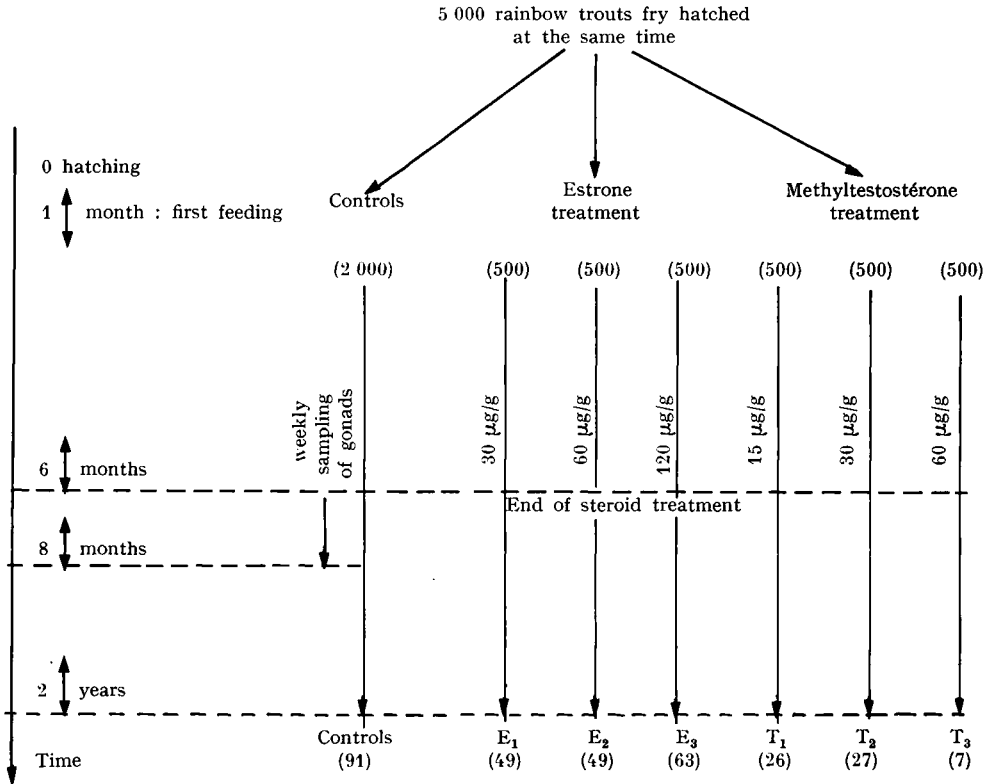 5 000 rainbow trouts fry hatched
at the same time
0 hatching
1 month : first feeding
Controls
Estrone
treatment
Methyltestostérone
treatment
(2 000) (500) (500) (500) (500) (500) (500)
weekly
sampling
of gonads
30 µg/g
60 µg/g
120 µg/g
15 µg/g
30 µg/g
60 µg/g
6 months
End of steroid treatment
8 months
2 years
Time
Controls E1 E2 E3 T1 T2 T3
(91) (49) (49) (63) (26) (27) (7)